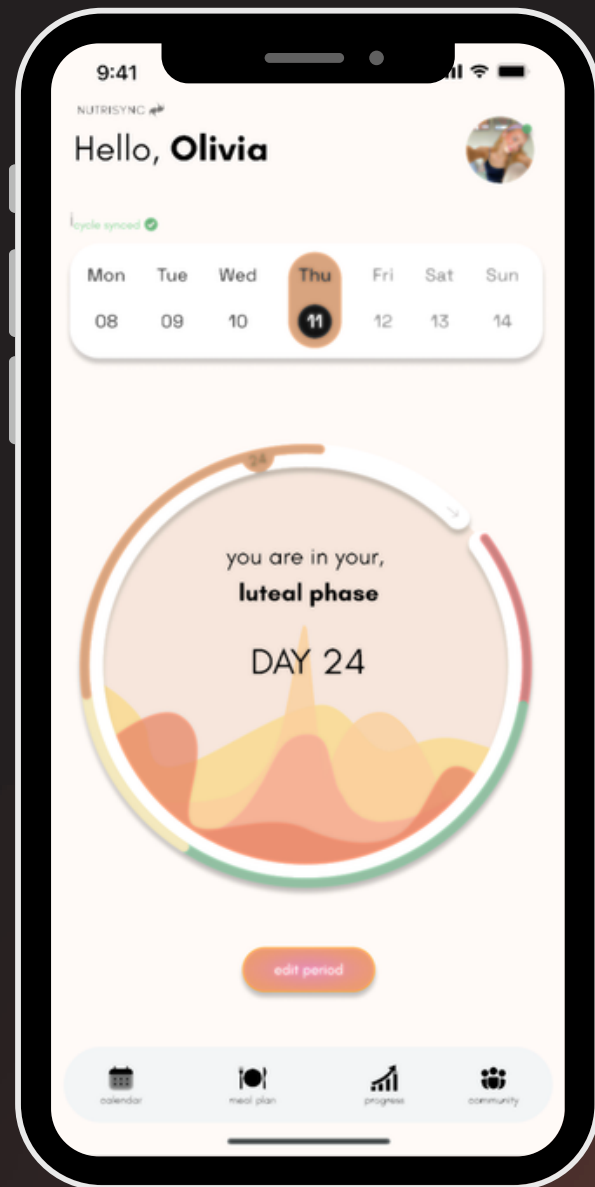 9:41
NUTRISYNC
Hello, Olivia
cycle synced
Mon Tue Wed Thu Fri Sat Sun
08 09 10 11 12 13 14
24
you are in your,
luteal phase
DAY 24
edit period
calendar meal plan progress community